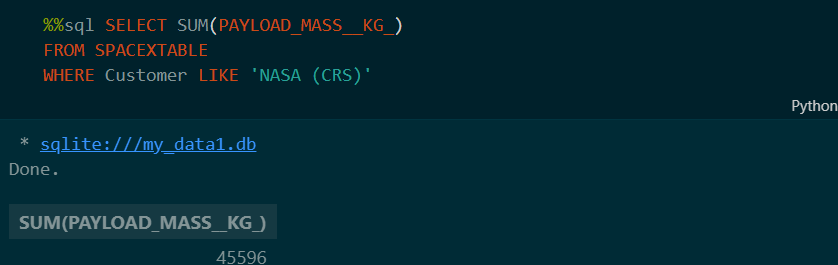 %%sql SELECT SUM(PAYLOAD_MASS__KG_)
FROM SPACEXTABLE
WHERE Customer LIKE 'NASA (CRS)'
Python
* sqlite:///my_data1.db
Done.
SUM(PAYLOAD_MASS__KG_)
45596